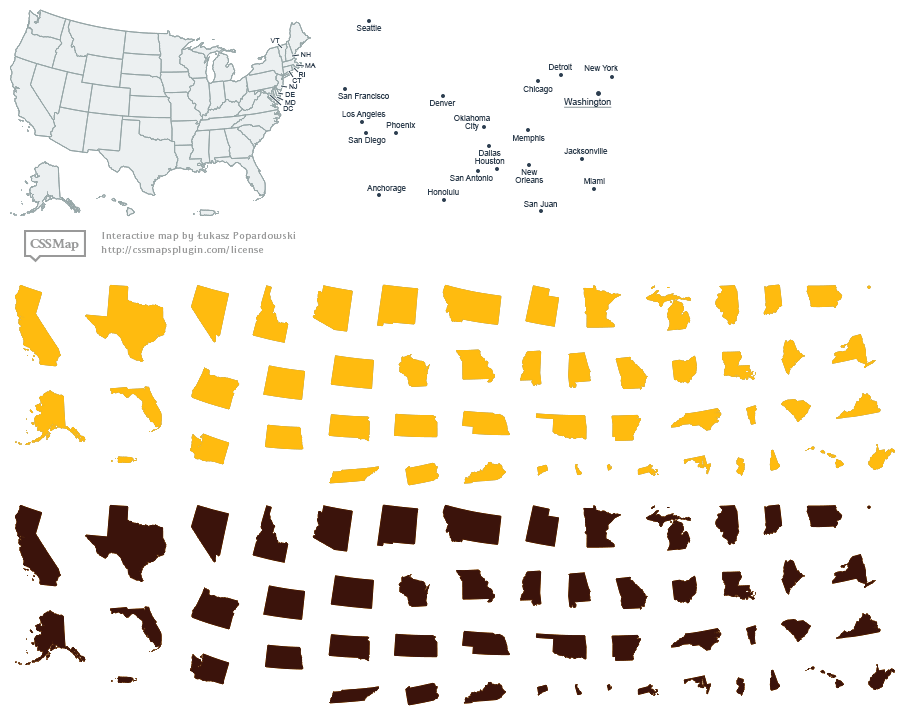 VT
NH
MA
RI
CT
NJ
DE
MD
DC
Seattle
Detroit
New York
San Francisco
Denver
Chicago
Washington
Los Angeles
Phoenix
Oklahoma
City
San Diego
Memphis
Dallas
Houston
Jacksonville
San Antonio
New
Orleans
Miami
Anchorage
Honolulu
San Juan
CSSMap
Interactive map by Łukasz Popardowski
http://cssmapsplugin.com/license